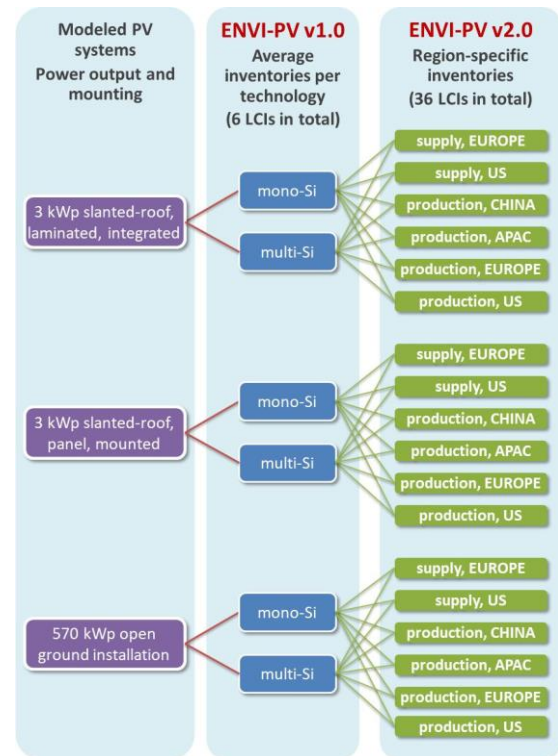 Modeled PV
systems
Power output and
mounting
ENVI-PV v1.0
Average
inventories per
technology
(6 LCIs in total)
ENVI-PV v2.0
Region-specific
inventories
(36 LCIs in total)
3 kWp slanted-roof,
laminated, integrated
mono-Si
multi-Si
supply, EUROPE
supply, US
production, CHINA
production, APAC
production, EUROPE
production, US
3 kWp slanted-roof,
panel, mounted
mono-Si
multi-Si
supply, EUROPE
supply, US
production, CHINA
production, APAC
production, EUROPE
production, US
570 kWp open
ground installation
mono-Si
multi-Si
supply, EUROPE
supply, US
production, CHINA
production, APAC
production, EUROPE
production, US